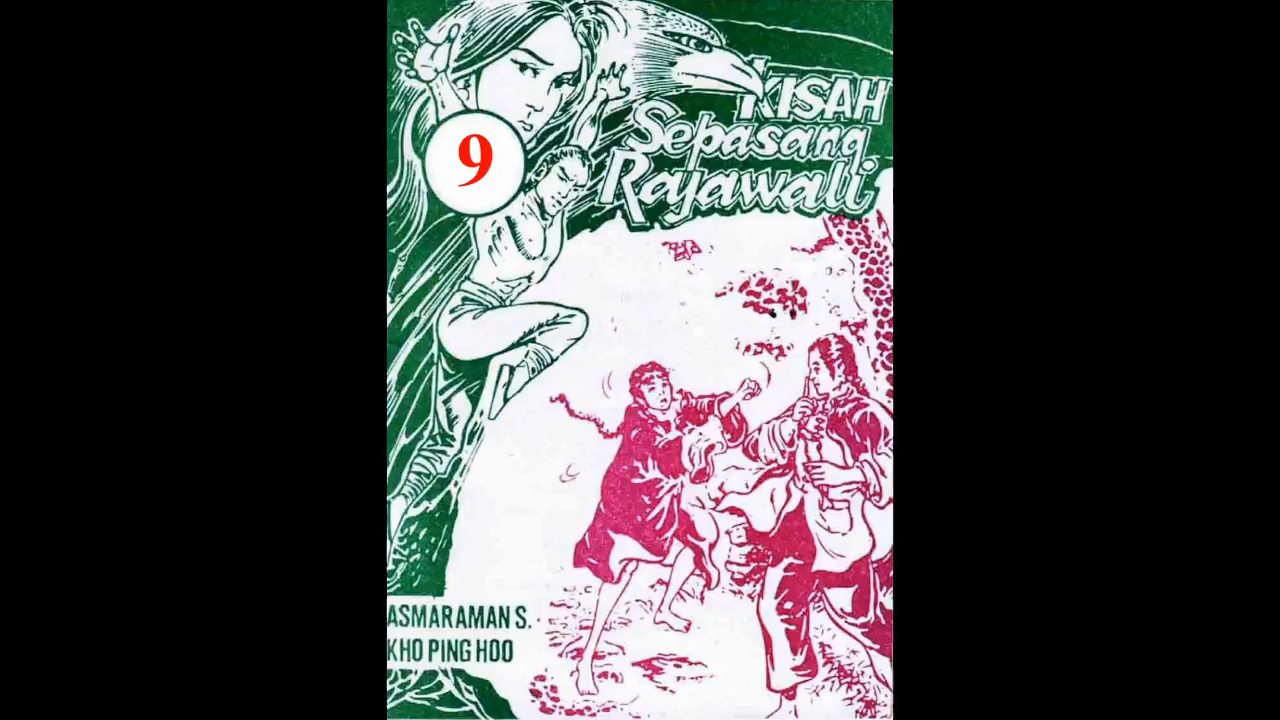 9
KISAH
Sepasang
Rajawali
ASMARAMAN S.
KHO PING HOO